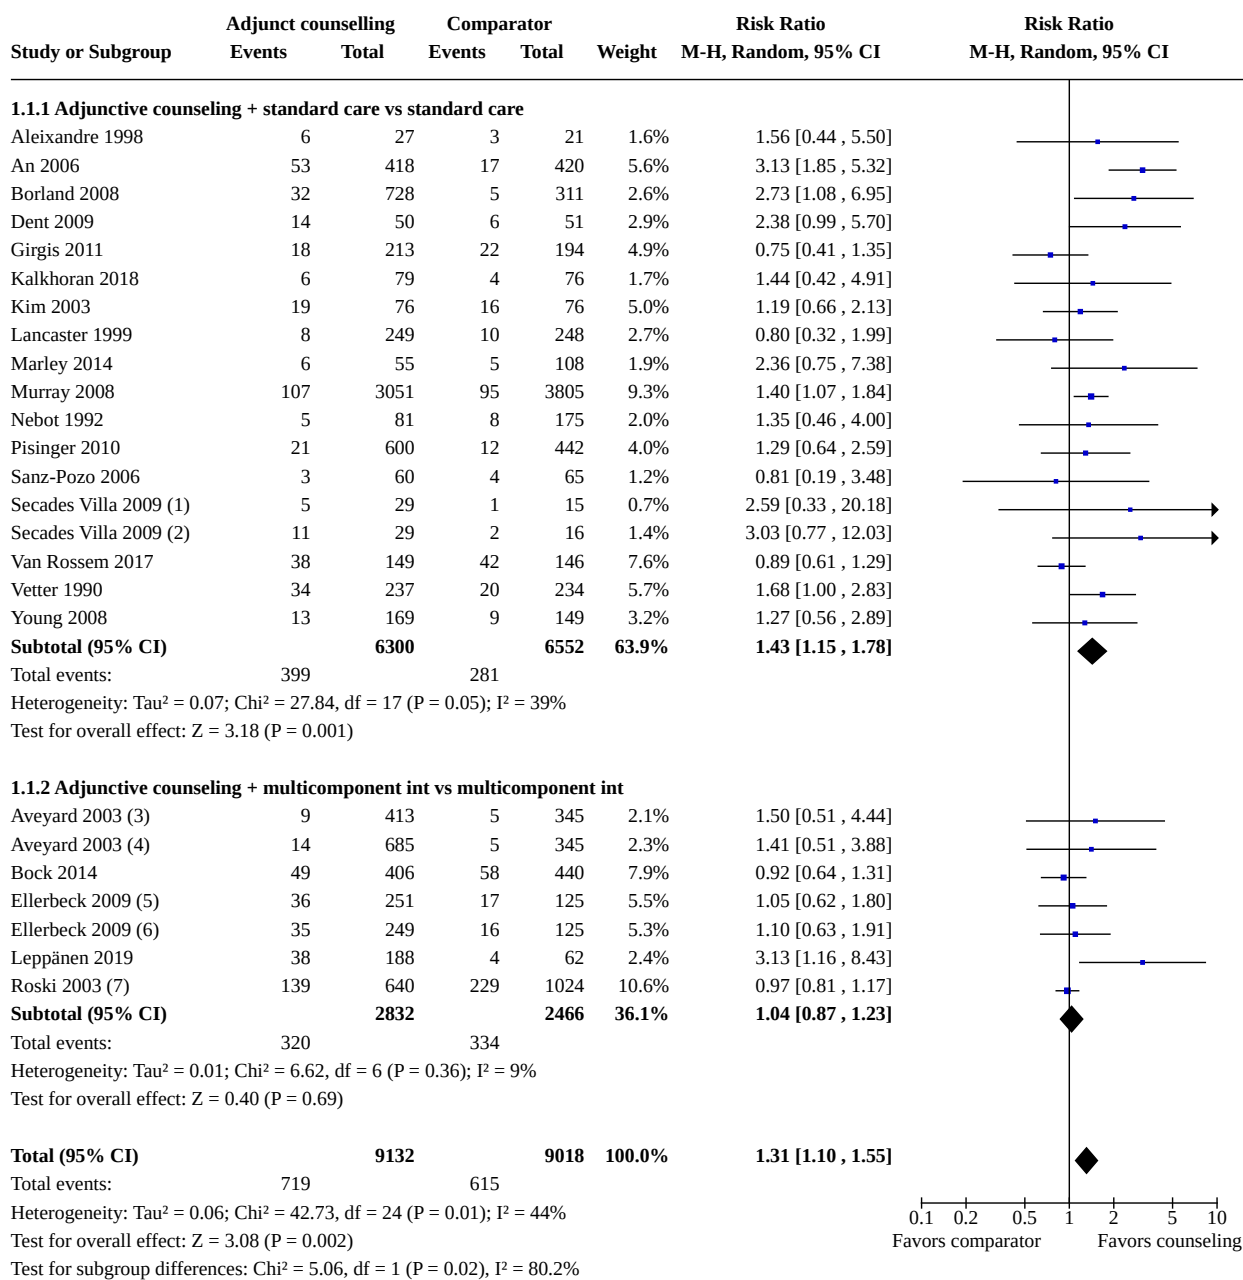 Adjunct counselling Comparator Risk Ratio Risk Ratio
Study or Subgroup Events Total Events Total Weight M-H, Random, 95% CI M-H, Random, 95% CI
1.1.1 Adjunctive counseling + standard care vs standard care
Aleixandre 1998 6 27 3 21 1.6% 1.56 [0.44 , 5.50]
An 2006 53 418 17 420 5.6% 3.13 [1.85 , 5.32]
Borland 2008 32 728 5 311 2.6% 2.73 [1.08 , 6.95]
Dent 2009 14 50 6 51 2.9% 2.38 [0.99 , 5.70]
Girgis 2011 18 213 22 194 4.9% 0.75 [0.41 , 1.35]
Kalkhoran 2018 6 79 4 76 1.7% 1.44 [0.42 , 4.91]
Kim 2003 19 76 16 76 5.0% 1.19 [0.66 , 2.13]
Lancaster 1999 8 249 10 248 2.7% 0.80 [0.32 , 1.99]
Marley 2014 6 55 5 108 1.9% 2.36 [0.75 , 7.38]
Murray 2008 107 3051 95 3805 9.3% 1.40 [1.07 , 1.84]
Nebot 1992 5 81 8 175 2.0% 1.35 [0.46 , 4.00]
Pisinger 2010 21 600 12 442 4.0% 1.29 [0.64 , 2.59]
Sanz-Pozo 2006 3 60 4 65 1.2% 0.81 [0.19 , 3.48]
Secades Villa 2009 (1) 5 29 1 15 0.7% 2.59 [0.33 , 20.18]
Secades Villa 2009 (2) 11 29 2 16 1.4% 3.03 [0.77 , 12.03]
Van Rossem 2017 38 149 42 146 7.6% 0.89 [0.61 , 1.29]
Vetter 1990 34 237 20 234 5.7% 1.68 [1.00 , 2.83]
Young 2008 13 169 9 149 3.2% 1.27 [0.56 , 2.89]
Subtotal (95% CI) 6300 6552 63.9% 1.43 [1.15 , 1.78]
Total events: 399 281
Heterogeneity: Tau² = 0.07; Chi² = 27.84, df = 17 (P = 0.05); I² = 39%
Test for overall effect: Z = 3.18 (P = 0.001)
1.1.2 Adjunctive counseling + multicomponent int vs multicomponent int
Aveyard 2003 (3) 9 413 5 345 2.1% 1.50 [0.51 , 4.44]
Aveyard 2003 (4) 14 685 5 345 2.3% 1.41 [0.51 , 3.88]
Bock 2014 49 406 58 440 7.9% 0.92 [0.64 , 1.31]
Ellerbeck 2009 (5) 36 251 17 125 5.5% 1.05 [0.62 , 1.80]
Ellerbeck 2009 (6) 35 249 16 125 5.3% 1.10 [0.63 , 1.91]
Leppänen 2019 38 188 4 62 2.4% 3.13 [1.16 , 8.43]
Roski 2003 (7) 139 640 229 1024 10.6% 0.97 [0.81 , 1.17]
Subtotal (95% CI) 2832 2466 36.1% 1.04 [0.87 , 1.23]
Total events: 320 334
Heterogeneity: Tau² = 0.01; Chi² = 6.62, df = 6 (P = 0.36); I² = 9%
Test for overall effect: Z = 0.40 (P = 0.69)
Total (95% CI) 9132 9018 100.0% 1.31 [1.10 , 1.55]
Total events: 719 615
Heterogeneity: Tau² = 0.06; Chi² = 42.73, df = 24 (P = 0.01); I² = 44%
Test for overall effect: Z = 3.08 (P = 0.002)
Test for subgroup differences: Chi² = 5.06, df = 1 (P = 0.02), I² = 80.2%
0.1 0.2 0.5 1 2 5 10
Favors comparator Favors counseling